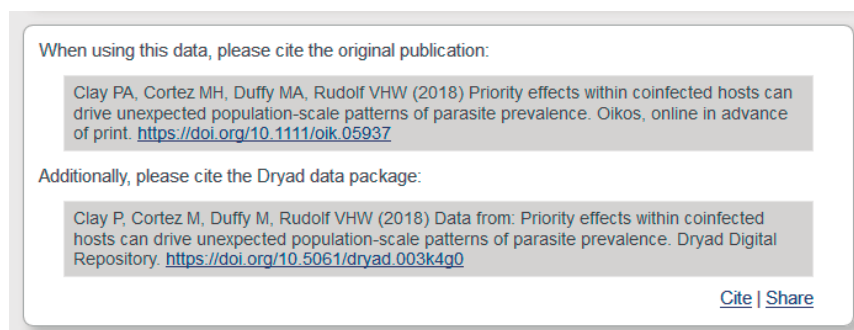 When using this data, please cite the original publication:
Clay PA, Cortez MH, Duffy MA, Rudolf VHW (2018) Priority effects within coinfected hosts can
drive unexpected population-scale patterns of parasite prevalence. Oikos, online in advance
of print. https://doi.org/10.1111/oik.05937
Additionally, please cite the Dryad data package:
Clay P, Cortez M, Duffy M, Rudolf VHW (2018) Data from: Priority effects within coinfected
hosts can drive unexpected population-scale patterns of parasite prevalence. Dryad Digital
Repository. https://doi.org/10.5061/dryad.003k4g0
Cite | Share